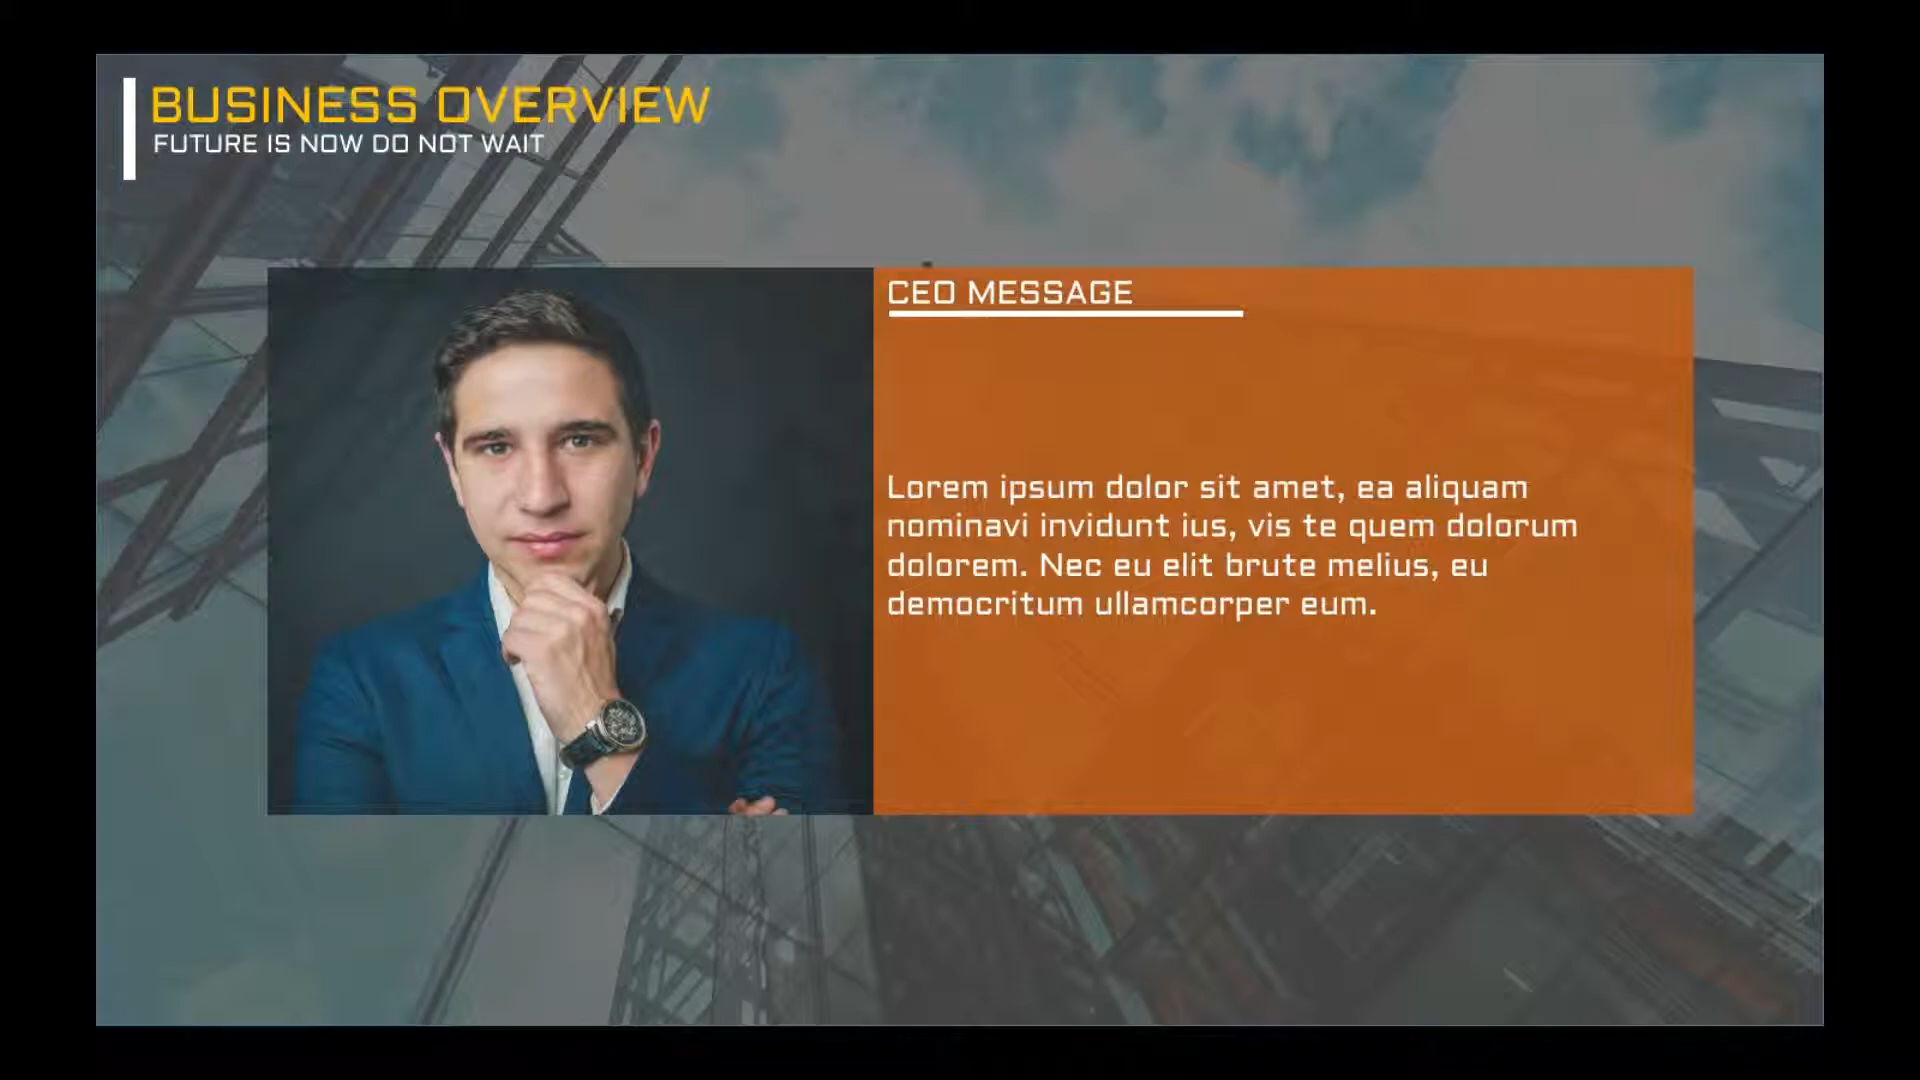 BUSINESS OVERVIEW
FUTURE IS NOW DO NOT WAIT
CEO MESSAGE
Lorem ipsum dolor sit amet, ea aliquam
nominavi invidunt ius, vis te quem dolorum
dolorem. Nec eu elit brute melius, eu
democritum ullamcorper eum.